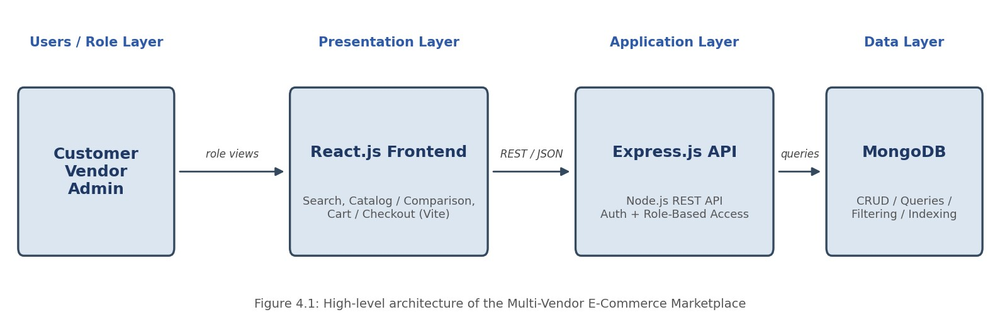 Users / Role Layer
Presentation Layer
Application Layer
Data Layer
Customer
Vendor
Admin
role views
React.js Frontend
Search, Catalog / Comparison,
Cart / Checkout (Vite)
REST / JSON
Express.js API
Node.js REST API
Auth + Role-Based Access
queries
MongoDB
CRUD / Queries /
Filtering / Indexing
Figure 4.1: High-level architecture of the Multi-Vendor E-Commerce Marketplace